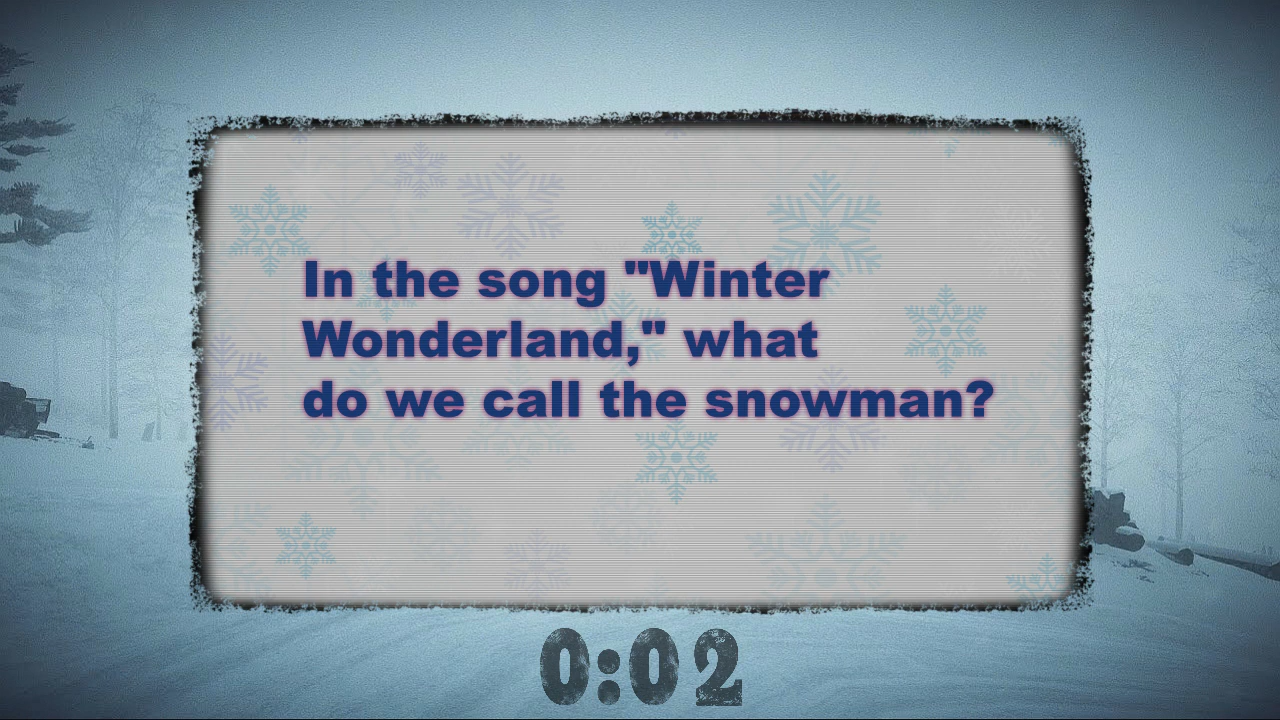 In the song "Winter
Wonderland," what
do we call the snowman?
0:02